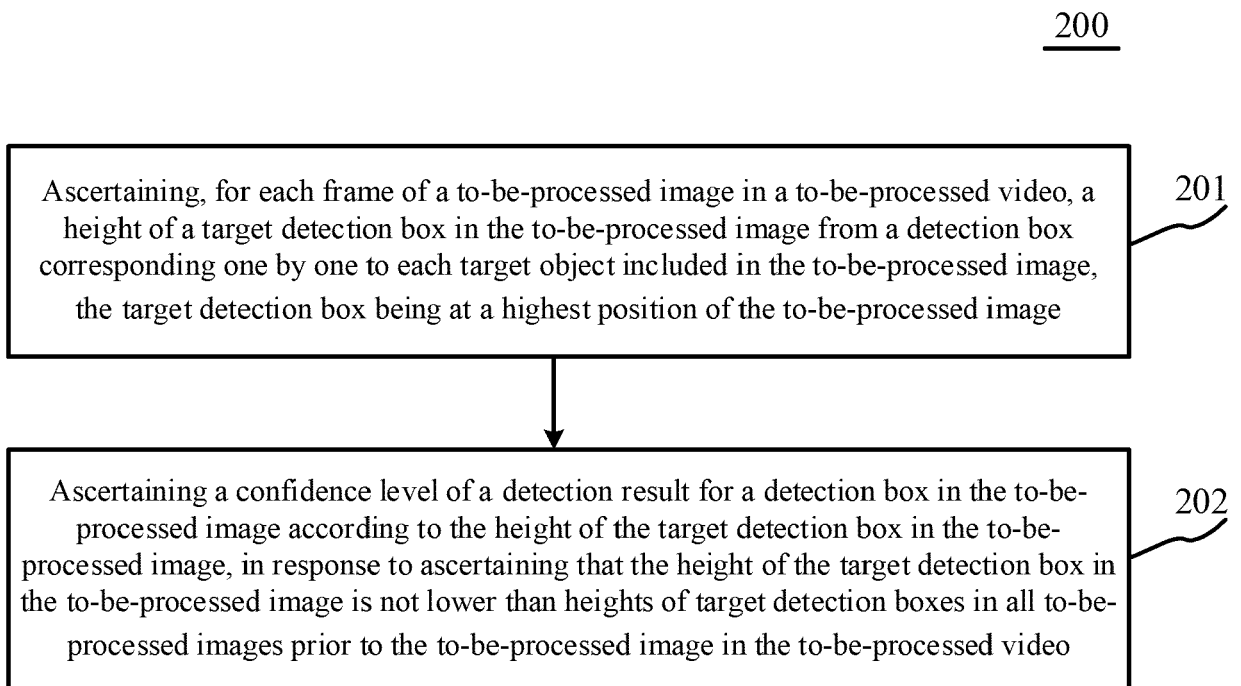 200
Ascertaining, for each frame of a to-be-processed image in a to-be-processed video, a
height of a target detection box in the to-be-processed image from a detection box
corresponding one by one to each target object included in the to-be-processed image,
the target detection box being at a highest position of the to-be-processed image
201
Ascertaining a confidence level of a detection result for a detection box in the to-be-
processed image according to the height of the target detection box in the to-be-
processed image, in response to ascertaining that the height of the target detection box in
the to-be-processed image is not lower than heights of target detection boxes in all to-be-
processed images prior to the to-be-processed image in the to-be-processed video
202